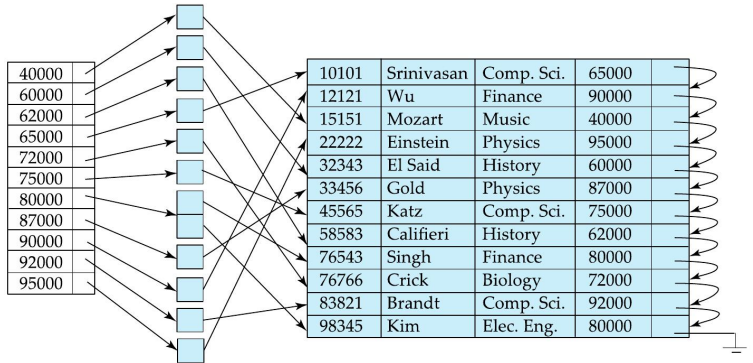 40000
60000
62000
65000
72000
75000
80000
87000
90000
92000
95000
10101 Srinivasan Comp. Sci. 65000
12121 Wu Finance 90000
15151 Mozart Music 40000
22222 Einstein Physics 95000
32343 El Said History 60000
33456 Gold Physics 87000
45565 Katz Comp. Sci. 75000
58583 Califieri History 62000
76543 Singh Finance 80000
76766 Crick Biology 72000
83821 Brandt Comp. Sci. 92000
98345 Kim Elec. Eng. 80000